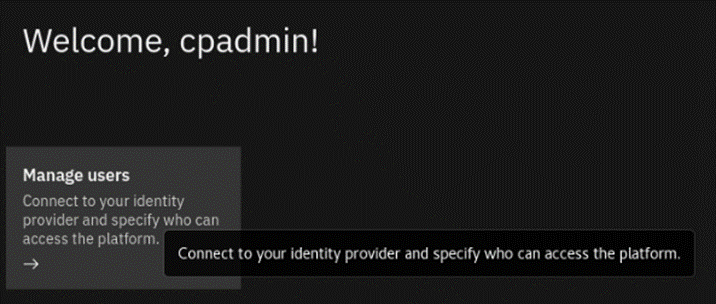 Welcome, cpadmin!
Manage users
Connect to your identity
provider and specify who can
access the platform.
Connect to your identity provider and specify who can access the platform.